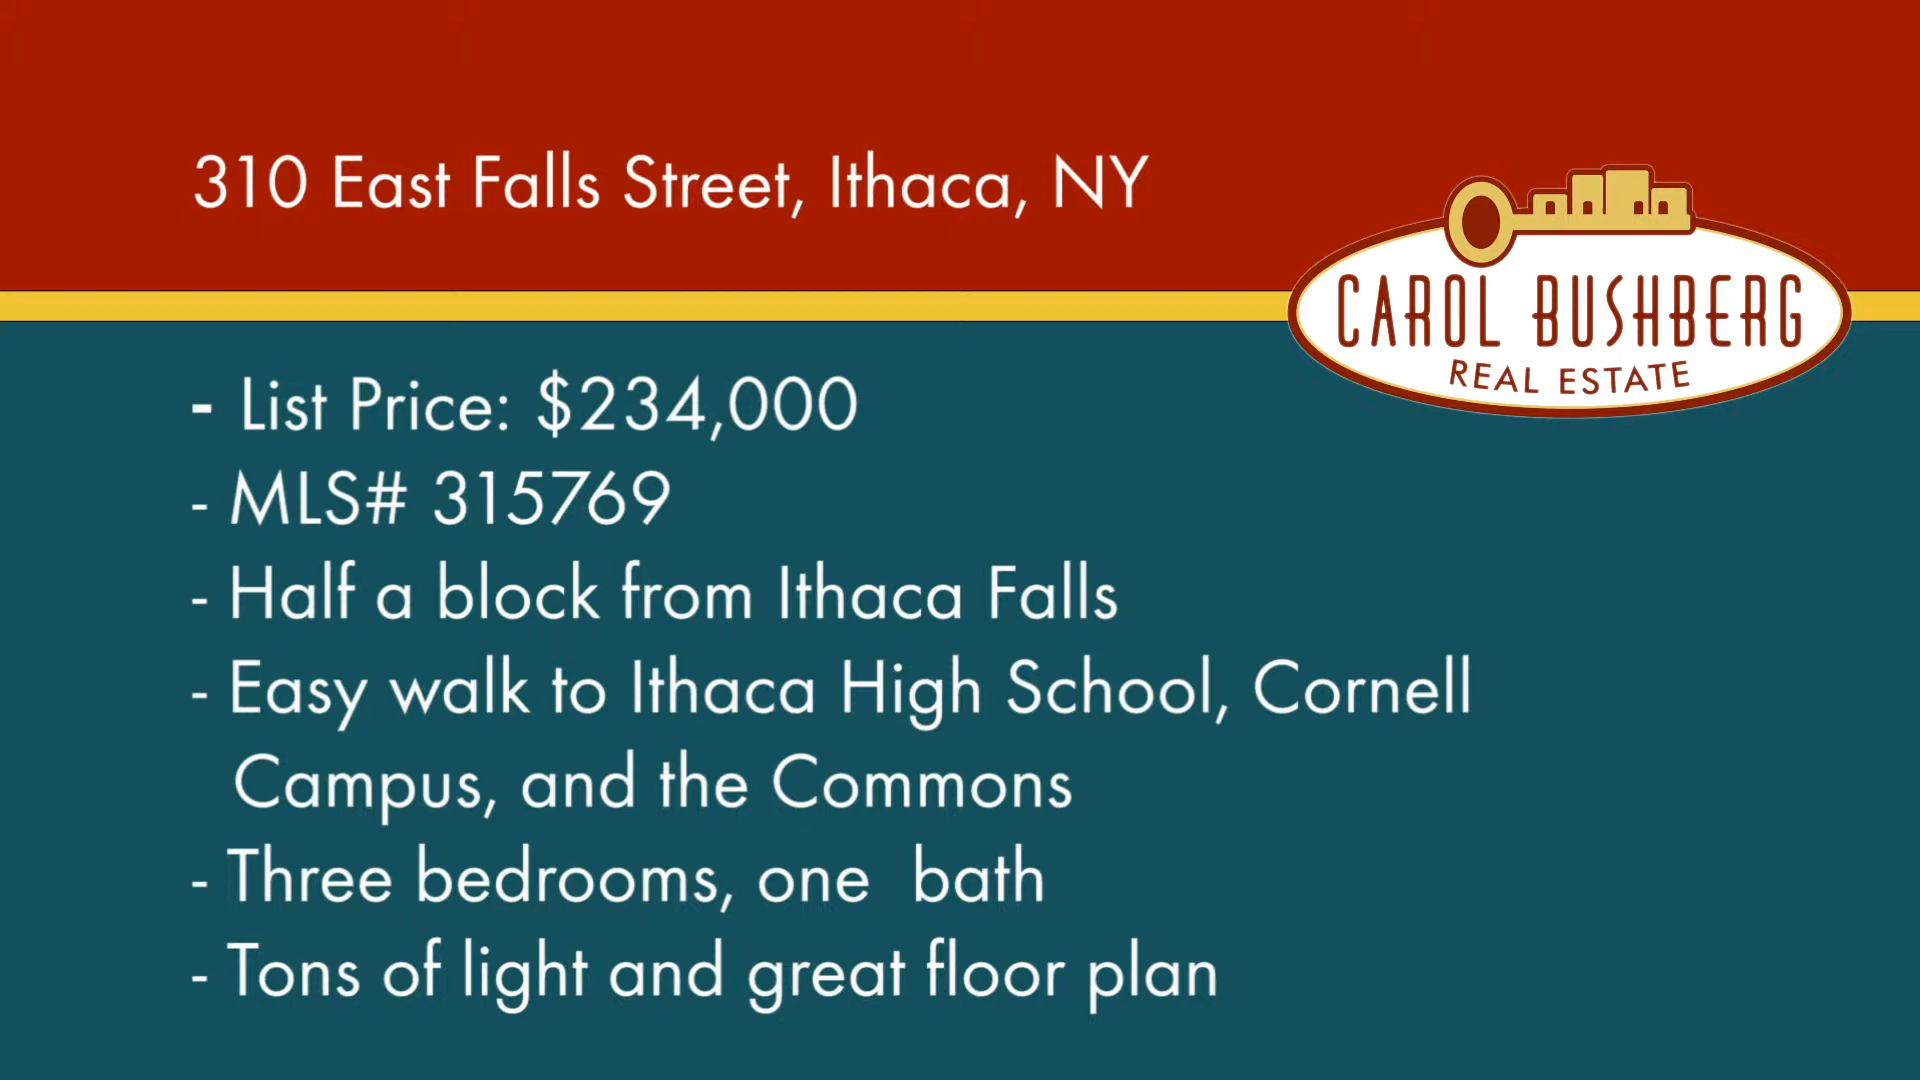 310 East Falls Street, Ithaca, NY
CAROL BUSHBERG
REAL ESTATE
- List Price: $234,000
- MLS# 315769
- Half a block from Ithaca Falls
- Easy walk to Ithaca High School, Cornell
Campus, and the Commons
- Three bedrooms, one  bath
- Tons of light and great floor plan